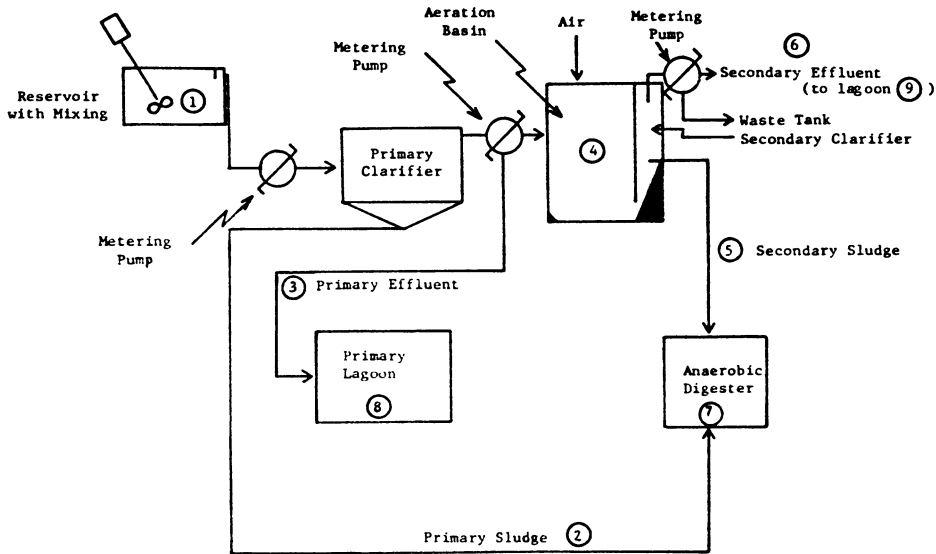 Aeration
Basin
Air
Metering
Pump
6
Metering
Pump
Secondary Effluent
(to lagoon 9 )
Reservoir
with Mixing
1
Waste Tank
Secondary Clarifier
Primary
Clarifier
4
Metering
Pump
5 Secondary Sludge
3 Primary Effluent
Primary
Lagoon
8
Anaerobic
Digester
7
Primary Sludge 2